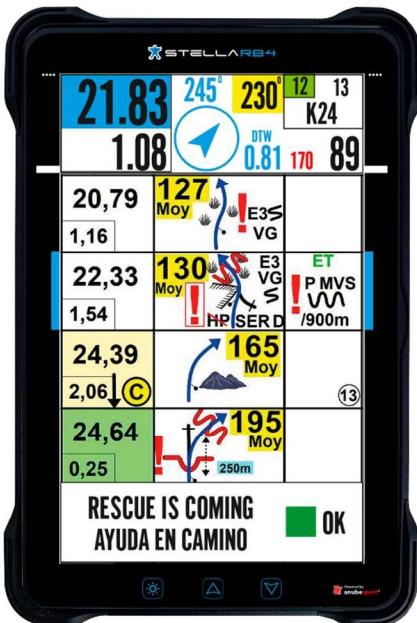 STELLARB4
21.83
245°
230°
12
13
K24
1.08
DTW
0.81
170
89
20,79
127
Moy
E3
VG
1,16
22,33
130
Moy
E3
VG
ET
P MVS
1,54
HP SER D
/900m
24,39
165
Moy
2,06
C
13
24,64
195
Moy
0,25
250m
RESCUE IS COMING
AYUDA EN CAMINO
OK
Powered by
anubesport